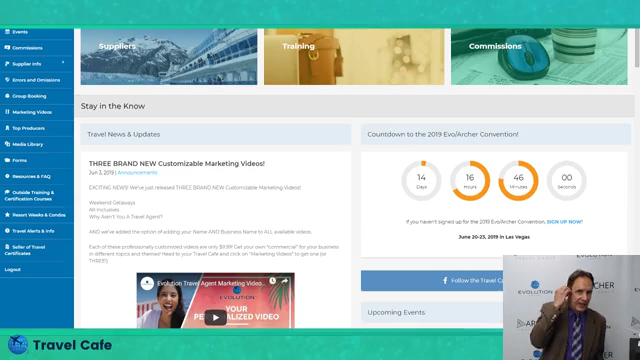 Events
Commissions
Supplier Info
Errors and Omissions
Group Booking
Marketing Videos
Top Producers
Media Library
Forms
Resources & FAQ
Outside Training &
Certification Courses
Resort Weeks & Condos
Travel Alerts & Info
Seller of Travel
Certificates
Logout
Suppliers
Training
Commissions
Stay in the Know
Travel News & Updates
THREE BRAND NEW Customizable Marketing Videos!
Jun 3, 2019 | Announcements
EXCITING NEWS! We've just released THREE BRAND NEW Customizable Marketing Videos!
Weekend Getaways
All Inclusives
Why Aren't You A Travel Agent?
AND we've added the option of adding your Name AND Business Name to ALL available videos.
Each of these professionally customized videos are only $9.99! Get your own "commercial" for your business
in different topics and themes! Head to your Travel Cafe and click on "Marketing Videos" to get one (or
THREE!)
Evolution Travel Agent Marketing Video...
EVOLUTION
YOUR
PERSONALIZED VIDEO
Countdown to the 2019 Evo/Archer Convention!
14
Days
16
Hours
46
Minutes
00
Seconds
If you haven't signed up for the 2019 Evo/Archer Convention, SIGN UP NOW!
June 20-23, 2019 in Las Vegas
Follow the Travel Ca
Upcoming Events
EVOLUTION
Travel Cafe